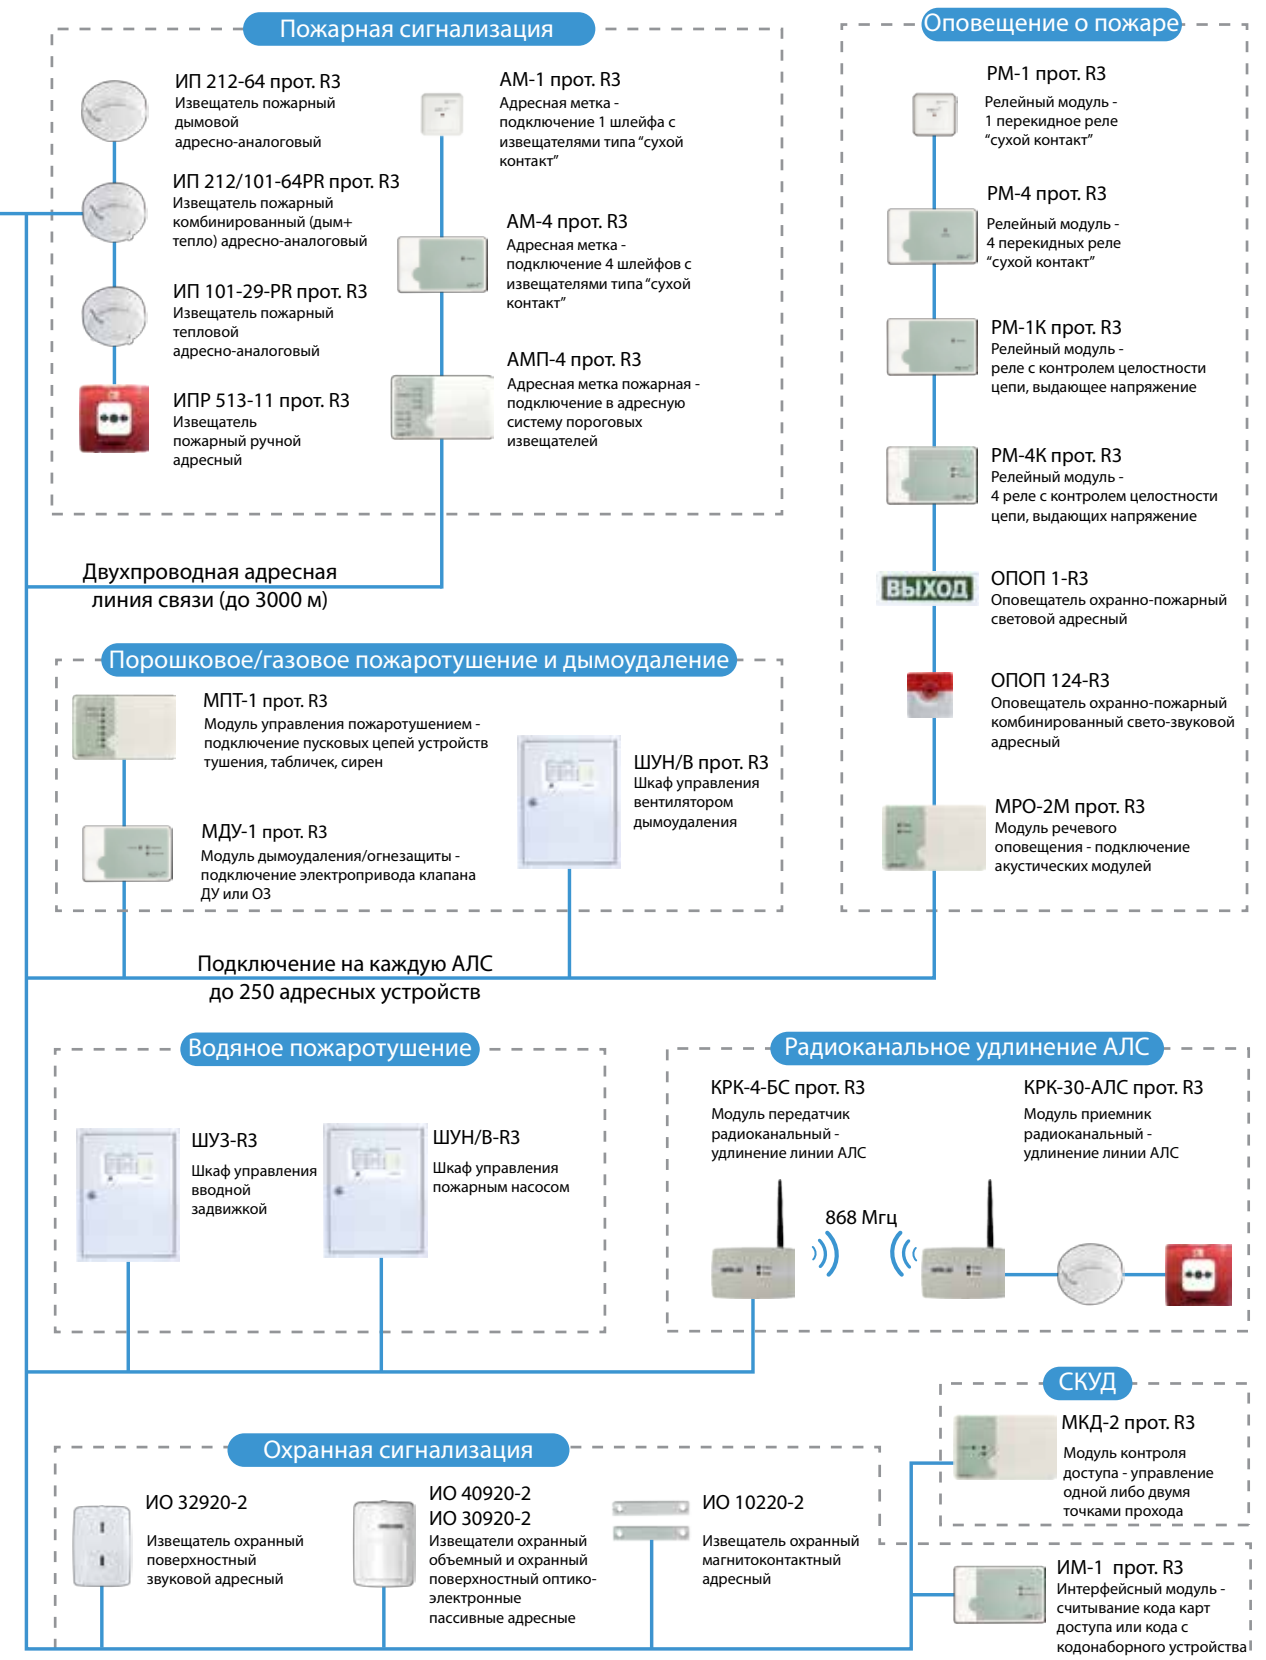 Пожарная сигнализация
ИП 212-64 прот. R3
Извещатель пожарный
дымовой
адресно-аналоговый
ИП 212/101-64PR прот. R3
Извещатель пожарный
комбинированный (дым+
тепло) адресно-аналоговый
ИП 101-29-PR прот. R3
Извещатель пожарный
тепловой
адресно-аналоговый
ИПР 513-11 прот. R3
Извещатель
пожарный ручной
адресный
АМ-1 прот. R3
Адресная метка -
подключение 1 шлейфа с
извещателями типа “сухой
контакт”
АМ-4 прот. R3
Адресная метка -
подключение 4 шлейфов с
извещателями типа “сухой
контакт”
АМП-4 прот. R3
Адресная метка пожарная -
подключение в адресную
систему пороговых
извещателей
Оповещение о пожаре
РМ-1 прот. R3
Релейный модуль -
1 перекидное реле
“сухой контакт”
РМ-4 прот. R3
Релейный модуль -
4 перекидных реле
“сухой контакт”
РМ-1К прот. R3
Релейный модуль -
реле с контролем целостности
цепи, выдающее напряжение
РМ-4К прот. R3
Релейный модуль -
4 реле с контролем целостности
цепи, выдающих напряжение
ВЫХОД
ОПОП 1-R3
Оповещатель охранно-пожарный
световой адресный
ОПОП 124-R3
Оповещатель охранно-пожарный
комбинированный свето-звуковой
адресный
МРО-2М прот. R3
Модуль речевого
оповещения - подключение
акустических модулей
Двухпроводная адресная
линия связи (до 3000 м)
Порошковое/газовое пожаротушение и дымоудаление
МПТ-1 прот. R3
Модуль управления пожаротушением -
подключение пусковых цепей устройств
тушения, табличек, сирен
МДУ-1 прот. R3
Модуль дымоудаления/огнезащиты -
подключение электропривода клапана
ДУ или ОЗ
ШУН/В прот. R3
Шкаф управления
вентилятором
дымоудаления
Подключение на каждую АЛС
до 250 адресных устройств
Водяное пожаротушение
ШУЗ-R3
Шкаф управления
вводной
задвижкой
ШУН/В-R3
Шкаф управления
пожарным насосом
Радиоканальное удлинение АЛС
КРК-4-БС прот. R3
Модуль передатчик
радиоканальный -
удлинение линии АЛС
КРК-30-АЛС прот. R3
Модуль приемник
радиоканальный -
удлинение линии АЛС
868 Мгц
СКУД
МКД-2 прот. R3
Модуль контроля
доступа - управление
одной либо двумя
точками прохода
Охранная сигнализация
ИО 32920-2
Извещатель охранный
поверхностный
звуковой адресный
ИО 40920-2
ИО 30920-2
Извещатели охранный
объемный и охранный
поверхностный оптико-
электронные
пассивные адресные
ИО 10220-2
Извещатель охранный
магнитоконтактный
адресный
ИМ-1 прот. R3
Интерфейсный модуль -
считывание кода карт
доступа или кода с
кодонаборного устройства